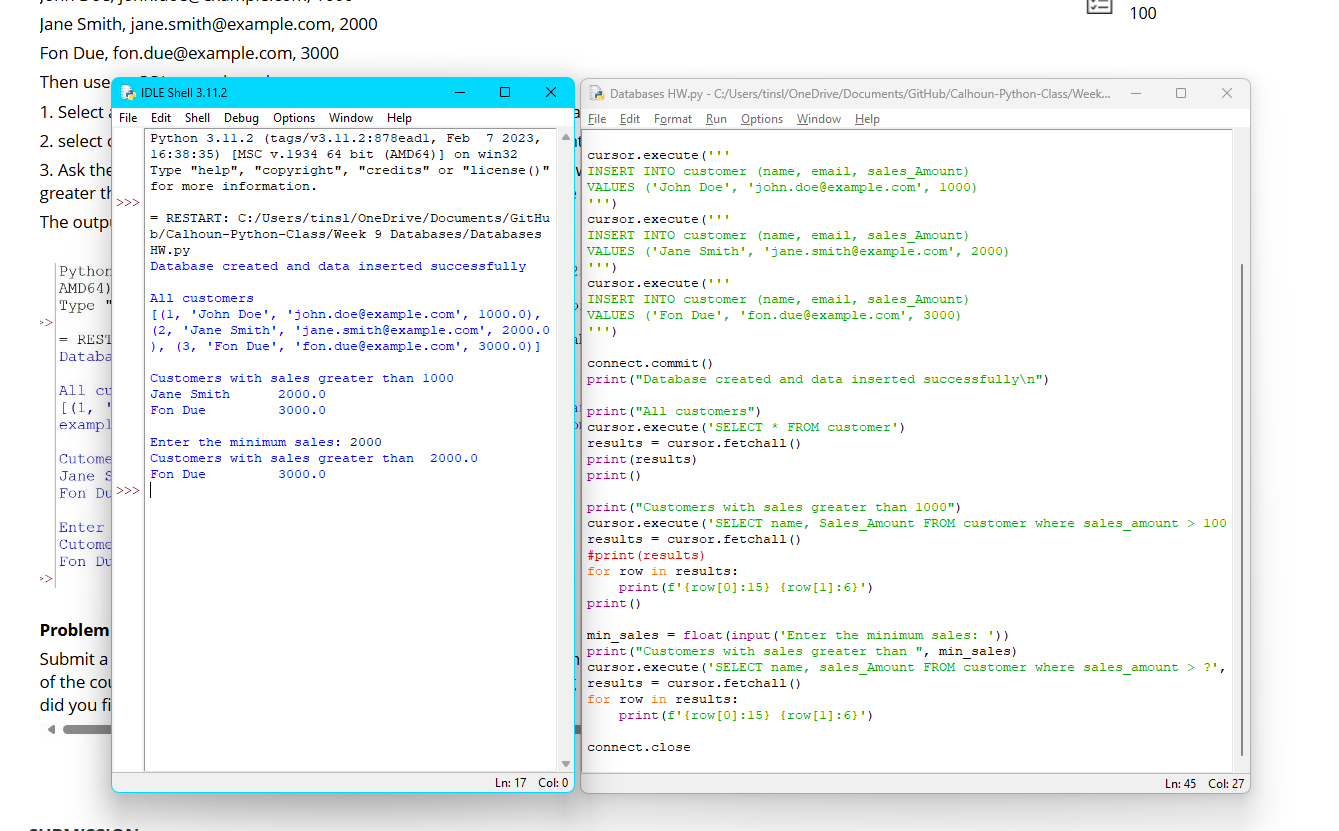 Jane Smith, jane.smith@example.com, 2000
100
Fon Due, fon.due@example.com, 3000
Then use
1. Select
2. select
3. Ask the
greater th
The outpu
Python
AMD64)
Type "
>>
= REST
Databa
All cu
[(1, '
exampl
Cutome
Jane S
Fon Du
Enter
Cutome
Fon Du
>>
Problem
Submit a
of the cou
did you fi
IDLE Shell 3.11.2
File Edit Shell Debug Options Window Help
Python 3.11.2 (tags/v3.11.2:878ead1, Feb 7 2023,
16:38:35) [MSC v.1934 64 bit (AMD64)] on win32
Type "help", "copyright", "credits" or "license()"
for more information.
>>>
= RESTART: C:/Users/tinsl/OneDrive/Documents/GitHu
b/Calhoun-Python-Class/Week 9 Databases/Databases
HW.py
Database created and data inserted successfully
All customers
[(1, 'John Doe', 'john.doe@example.com', 1000.0),
(2, 'Jane Smith', 'jane.smith@example.com', 2000.0
), (3, 'Fon Due', 'fon.due@example.com', 3000.0)]
Customers with sales greater than 1000
Jane Smith 2000.0
Fon Due 3000.0
Enter the minimum sales: 2000
Customers with sales greater than 2000.0
Fon Due 3000.0
>>>
Ln: 17 Col: 0
Databases HW.py - C:/Users/tinsl/OneDrive/Documents/GitHub/Calhoun-Python-Class/Week...
File Edit Format Run Options Window Help
cursor.execute('''
INSERT INTO customer (name, email, sales_Amount)
VALUES ('John Doe', 'john.doe@example.com', 1000)
''')
cursor.execute('''
INSERT INTO customer (name, email, sales_Amount)
VALUES ('Jane Smith', 'jane.smith@example.com', 2000)
''')
cursor.execute('''
INSERT INTO customer (name, email, sales_Amount)
VALUES ('Fon Due', 'fon.due@example.com', 3000)
''')
connect.commit()
print("Database created and data inserted successfully\n")
print("All customers")
cursor.execute('SELECT * FROM customer')
results = cursor.fetchall()
print(results)
print()
print("Customers with sales greater than 1000")
cursor.execute('SELECT name, Sales_Amount FROM customer where sales_amount > 100
results = cursor.fetchall()
#print(results)
for row in results:
    print(f'{row[0]:15} {row[1]:6}')
print()
min_sales = float(input('Enter the minimum sales: '))
print("Customers with sales greater than ", min_sales)
cursor.execute('SELECT name, sales_Amount FROM customer where sales_amount > ?',
results = cursor.fetchall()
for row in results:
    print(f'{row[0]:15} {row[1]:6}')
connect.close
Ln: 45 Col: 27